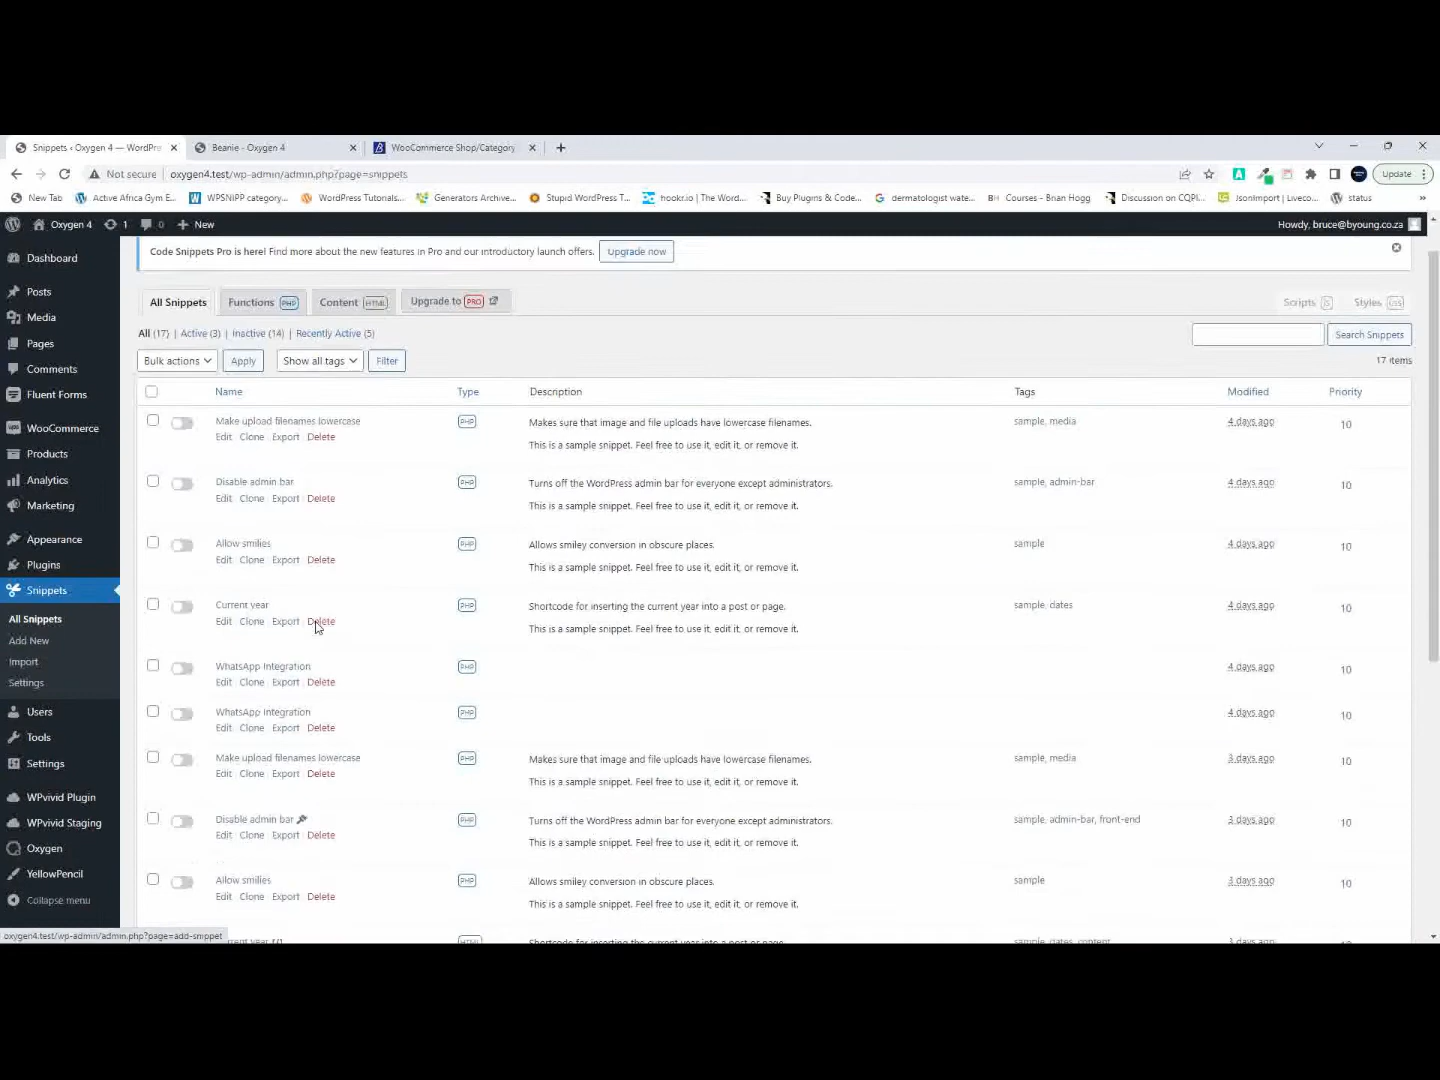 Snippets ‹ Oxygen 4 — WordPre
Beanie - Oxygen 4
WooCommerce Shop/Category
Not secure
oxygen4.test/wp-admin/admin.php?page=snippets
Update
New Tab
Active Africa Gym E...
WPSNIPP category...
WordPress Tutorials...
Generators Archive...
Stupid WordPress T...
hookr.io | The Word...
Buy Plugins & Code...
dermatologist wate...
BH Courses - Brian Hogg
Discussion on CQPI...
JsonImport | Liveco...
status
Oxygen 4
1
0
New
Howdy, bruce@byoung.co.za
Dashboard
Posts
Media
Pages
Comments
Fluent Forms
WooCommerce
Products
Analytics
Marketing
Appearance
Plugins
Snippets
All Snippets
Add New
Import
Settings
Users
Tools
Settings
WPvivid Plugin
WPvivid Staging
Oxygen
YellowPencil
Collapse menu
oxygen4.test/wp-admin/admin.php?page=add-snippet
Code Snippets Pro is here! Find more about the new features in Pro and our introductory launch offers. Upgrade now
All Snippets
Functions PHP
Content HTML
Upgrade to PRO
Scripts JS
Styles CSS
All (17) | Active (3) | Inactive (14) | Recently Active (5)
Search Snippets
Bulk actions
Apply
Show all tags
Filter
17 items
Name Type Description Tags Modified Priority
Make upload filenames lowercase PHP Makes sure that image and file uploads have lowercase filenames. sample, media 4 days ago 10
Edit Clone Export Delete This is a sample snippet. Feel free to use it, edit it, or remove it.
Disable admin bar PHP Turns off the WordPress admin bar for everyone except administrators. sample, admin-bar 4 days ago 10
Edit Clone Export Delete This is a sample snippet. Feel free to use it, edit it, or remove it.
Allow smilies PHP Allows smiley conversion in obscure places. sample 4 days ago 10
Edit Clone Export Delete This is a sample snippet. Feel free to use it, edit it, or remove it.
Current year PHP Shortcode for inserting the current year into a post or page. sample, dates 4 days ago 10
Edit Clone Export Delete This is a sample snippet. Feel free to use it, edit it, or remove it.
WhatsApp Integration PHP 4 days ago 10
Edit Clone Export Delete
WhatsApp Integration PHP 4 days ago 10
Edit Clone Export Delete
Make upload filenames lowercase PHP Makes sure that image and file uploads have lowercase filenames. sample, media 3 days ago 10
Edit Clone Export Delete This is a sample snippet. Feel free to use it, edit it, or remove it.
Disable admin bar PHP Turns off the WordPress admin bar for everyone except administrators. sample, admin-bar, front-end 3 days ago 10
Edit Clone Export Delete This is a sample snippet. Feel free to use it, edit it, or remove it.
Allow smilies PHP Allows smiley conversion in obscure places. sample 3 days ago 10
Edit Clone Export Delete This is a sample snippet. Feel free to use it, edit it, or remove it.